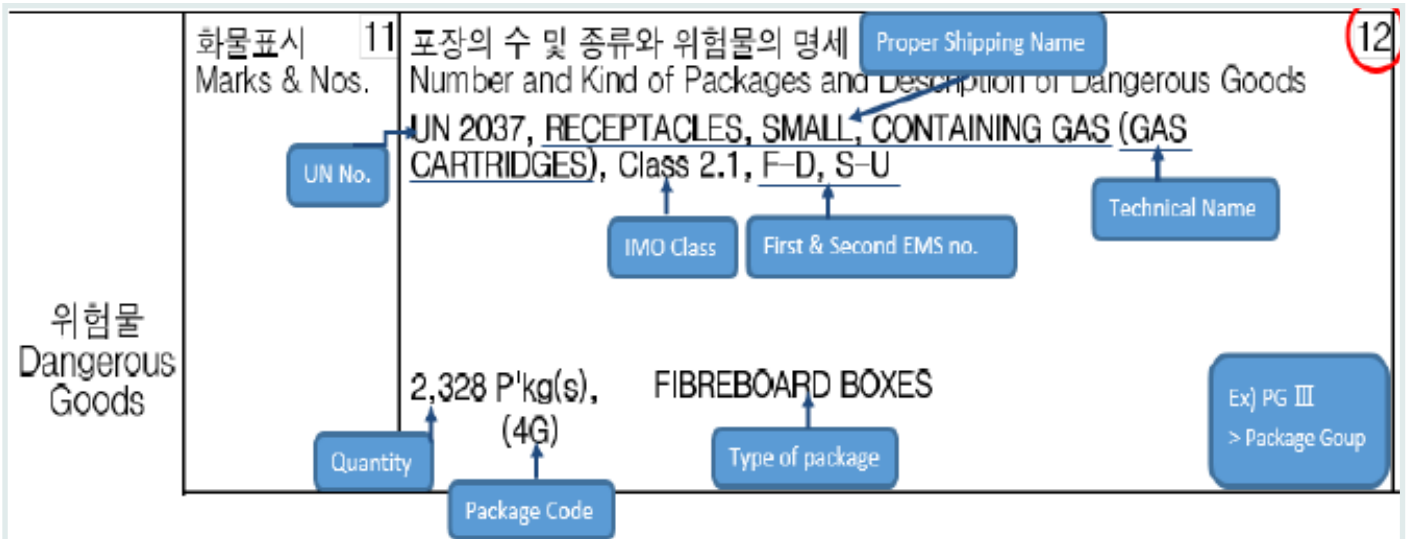 화물표시 11
Marks & Nos.
포장의 수 및 종류와 위험물의 명세 12
Proper Shipping Name
Number and Kind of Packages and Description of Dangerous Goods
UN 2037, RECEPTACLES, SMALL, CONTAINING GAS (GAS
CARTRIDGES), Class 2.1, F-D, S-U
UN No.
Technical Name
IMO Class
First & Second EMS no.
위험물
Dangerous
Goods
2,328 P'kg(s), FIBREBOARD BOXES
(4G)
Ex) PG Ⅲ
> Package Goup
Quantity
Type of package
Package Code